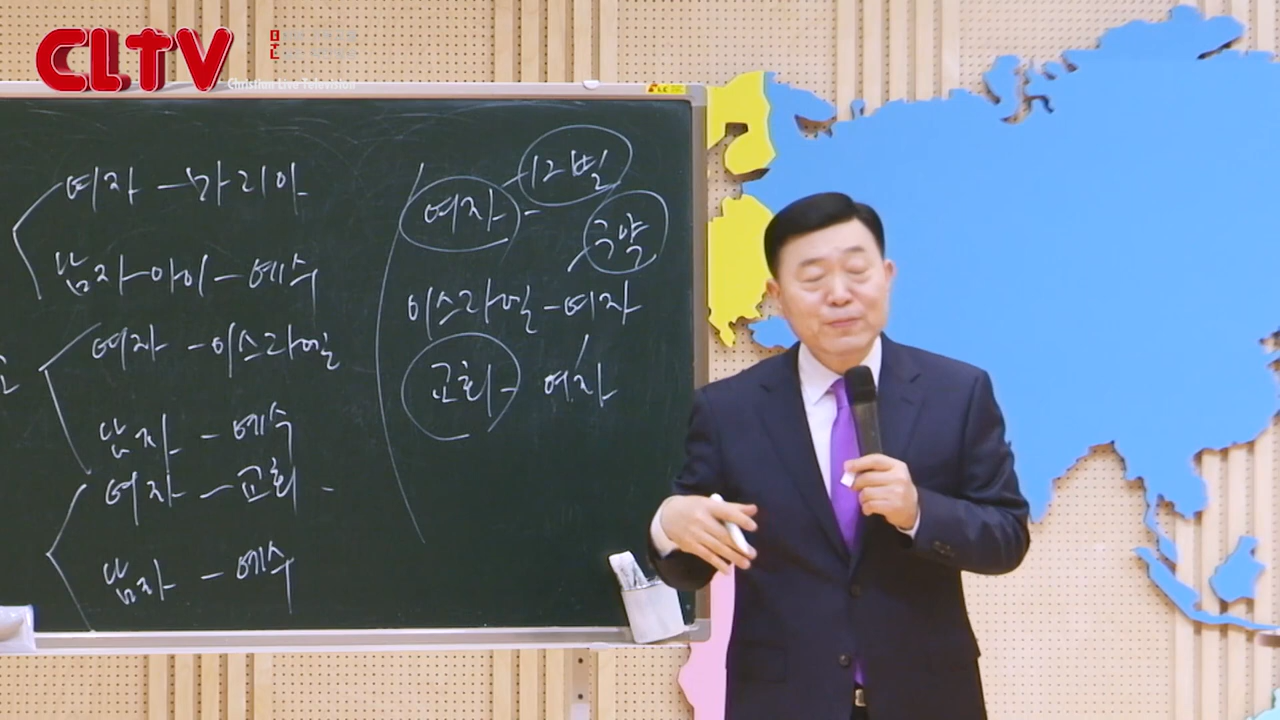 CLTV
Christian Live Television
여자 - 마리아
남자아이 - 예수
여자 - 이스라엘
남자 - 예수
여자 - 교회 -
남자 - 예수
12별
여자 -
구약
이스라엘 - 여자
교회 - 여자